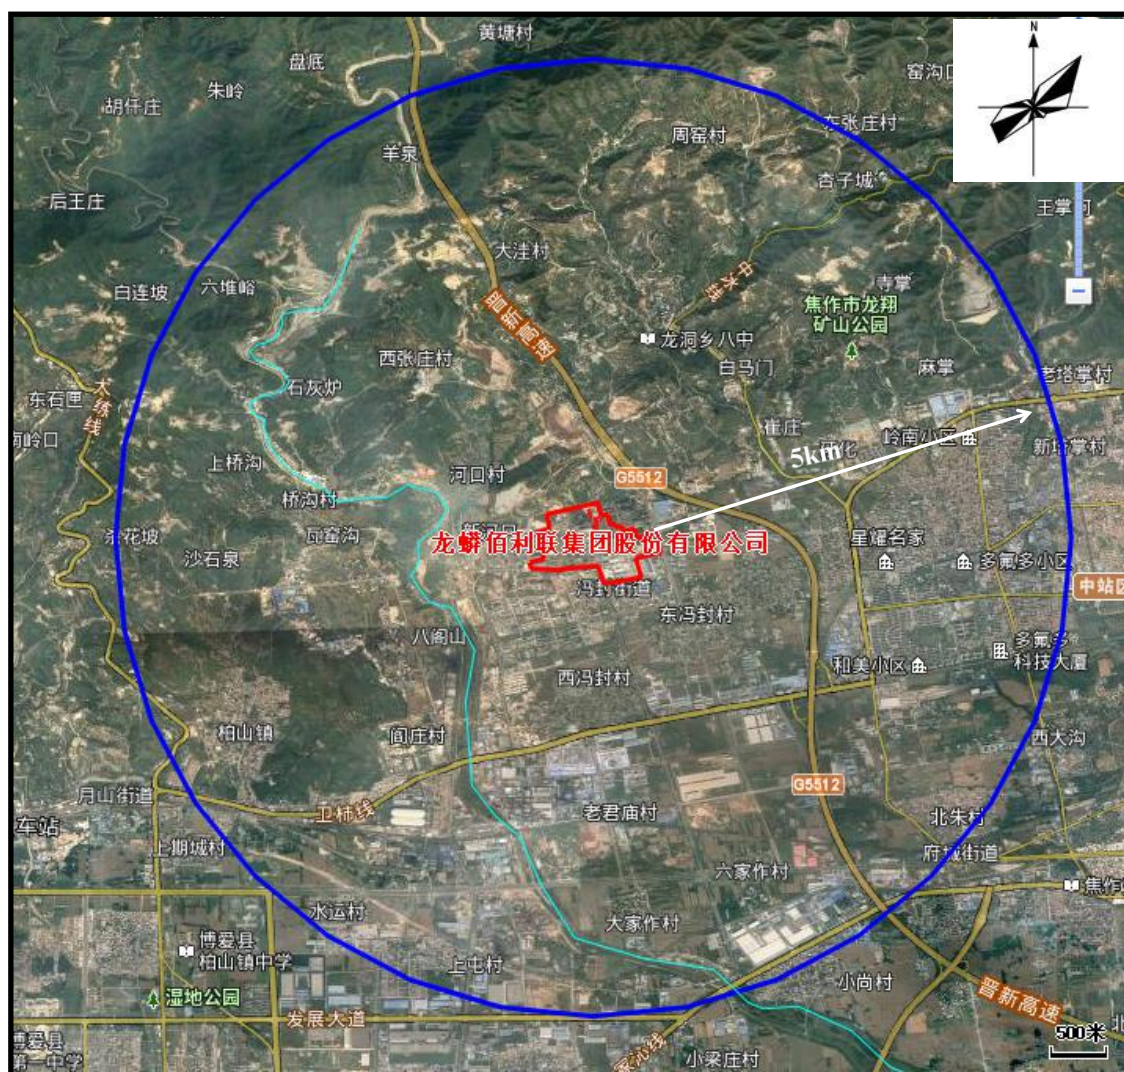 黄塘村
N
盘底
窑沟口
朱岭
胡仟庄
东张庄村
周窑村
羊泉
杏子城
后王庄
大洼村
中水线
寺掌
六堆峪
白连坡
晋新高速
焦作市龙翔
矿山公园
龙洞乡八中
西张庄村
白马门
麻掌
老塔掌村
石灰炉
东石匣
南岭口
崔庄
岭南小区
新塔掌村
5km
上桥沟
河口村
G5512
桥沟村
瓦窑沟
龙蟒佰利联集团股份有限公司
星耀名家
沙石泉
多氟多小区
中站区
冯封街道
东冯封村
八阁山
多氟多
科技大厦
和美小区
西冯封村
柏山镇
阎庄村
西大沟
G5512
月山街道
卫柿线
老君庙村
北朱村
车站
上期城村
府城街道
六家作村
焦作
水运村
大家作村
博爱县
柏山镇中学
上屯村
小尚村
湿地公园
晋新高速
发展大道
500米
博爱县
第一中学
小梁庄村